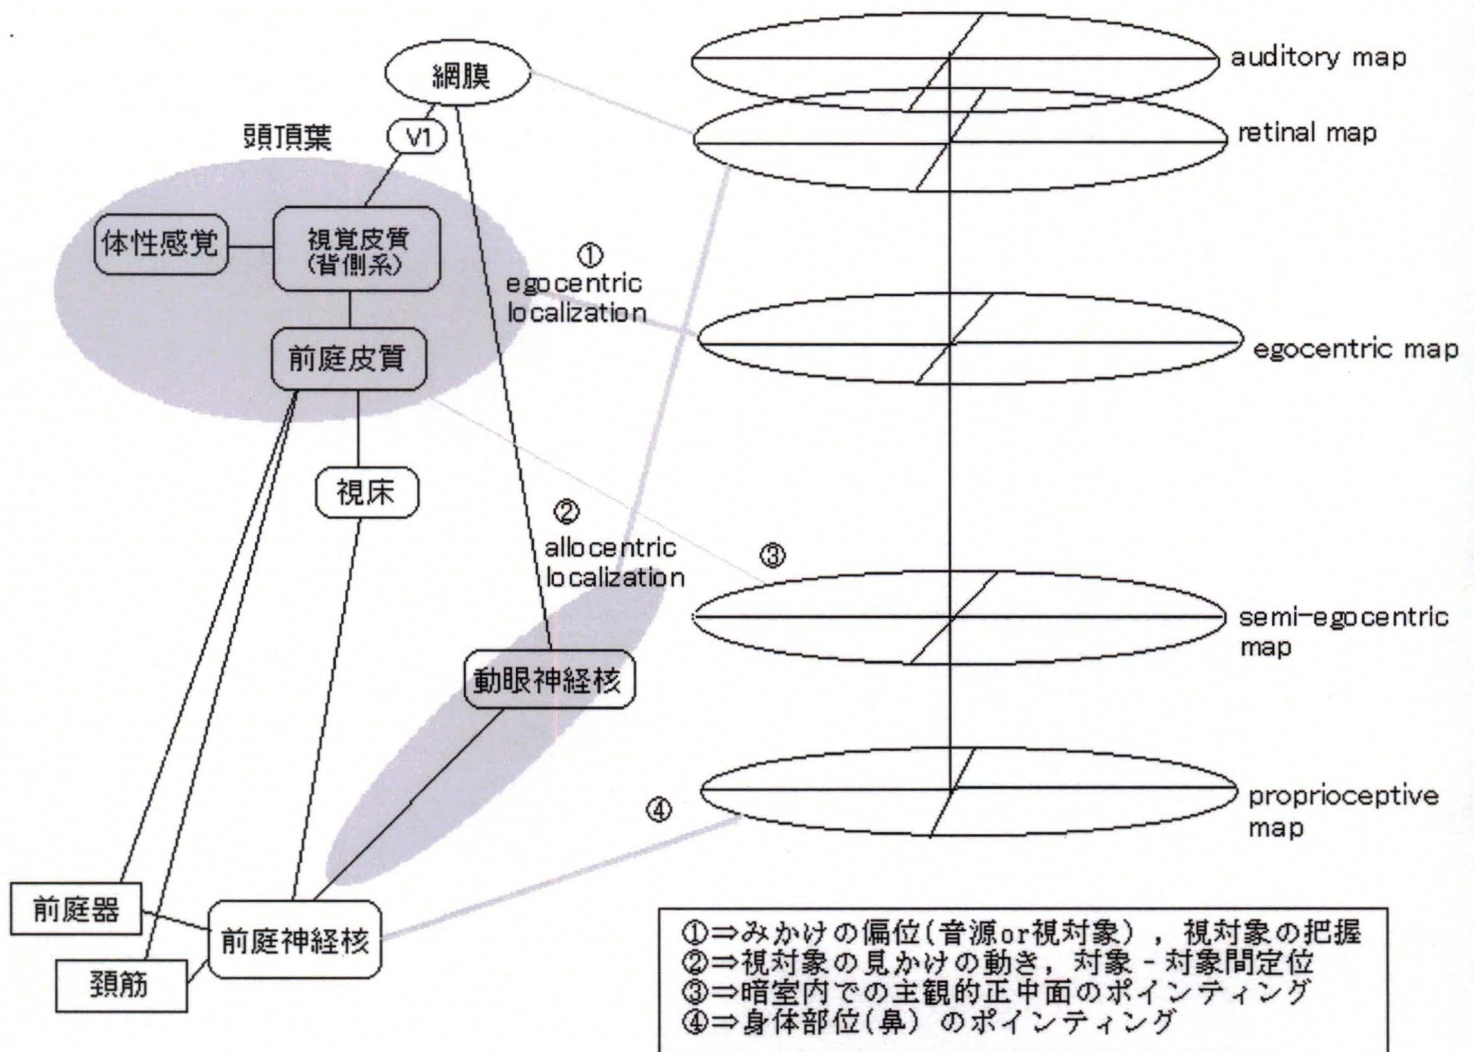 網膜
V1
頭頂葉
体性感覚
視覚皮質
(背側系)
前庭皮質
視床
動眼神経核
前庭器
頚筋
前庭神経核
①
egocentric
localization
②
allocentric
localization
③
④
auditory map
retinal map
egocentric map
semi-egocentric
map
proprioceptive
map
①⇒みかけの偏位(音源or視対象), 視対象の把握
②⇒視対象の見かけの動き, 対象‐対象間定位
③⇒暗室内での主観的正中面のポインティング
④⇒身体部位(鼻)のポインティング